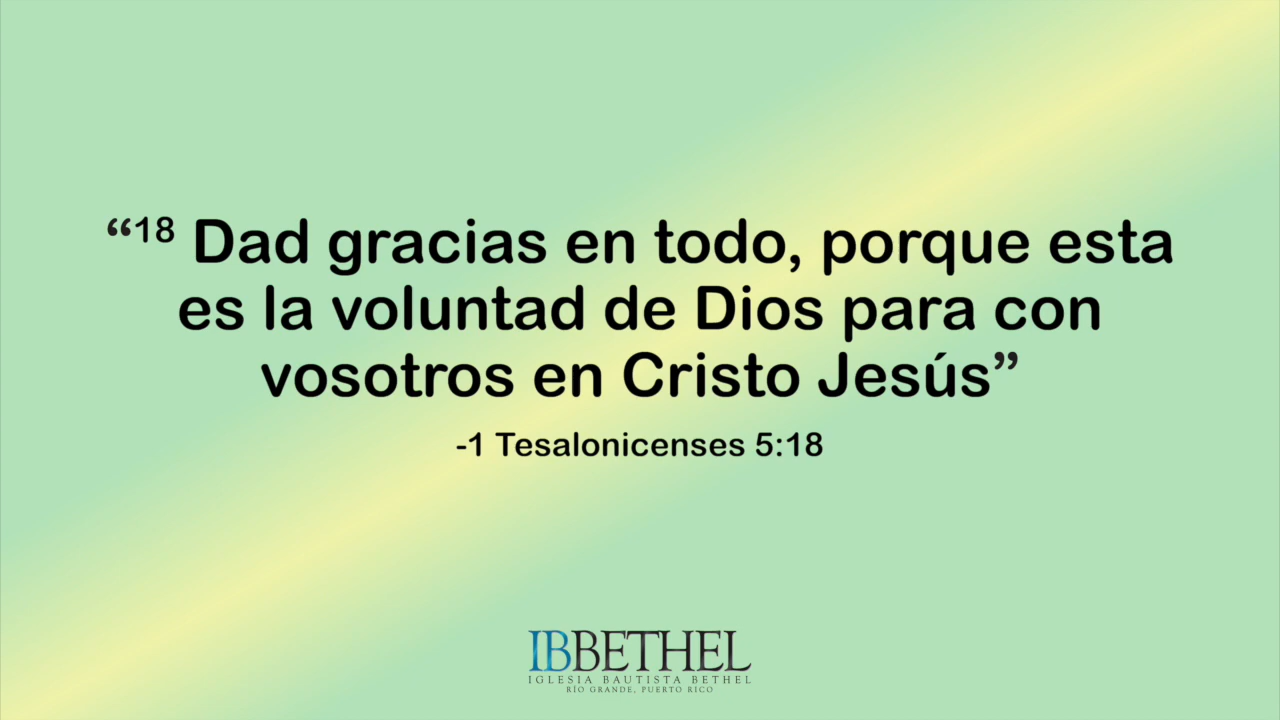 “18 Dad gracias en todo, porque esta
es la voluntad de Dios para con
vosotros en Cristo Jesús”
-1 Tesalonicenses 5:18
IBBETHEL
IGLESIA BAUTISTA BETHEL
RÍO GRANDE, PUERTO RICO